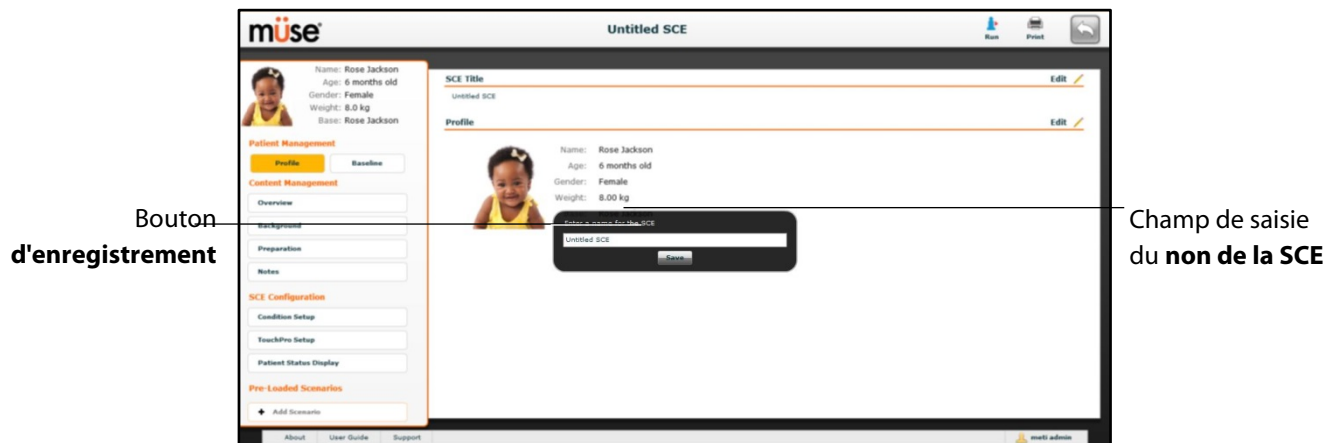 müse
Untitled SCE
Run
Print
Name: Rose Jackson
Age: 6 months old
Gender: Female
Weight: 8.0 kg
Base: Rose Jackson
Patient Management
Profile
Baseline
Content Management
Overview
Background
Preparation
Notes
SCE Configuration
Condition Setup
TouchPro Setup
Patient Status Display
Pre-Loaded Scenarios
+ Add Scenario
SCE Title
Edit
Untitled SCE
Profile
Edit
Name: Rose Jackson
Age: 6 months old
Gender: Female
Weight: 8.00 kg
Enter a name for the SCE
Untitled SCE
Save
About
User Guide
Support
meti admin
Bouton
d'enregistrement
Champ de saisie
du non de la SCE